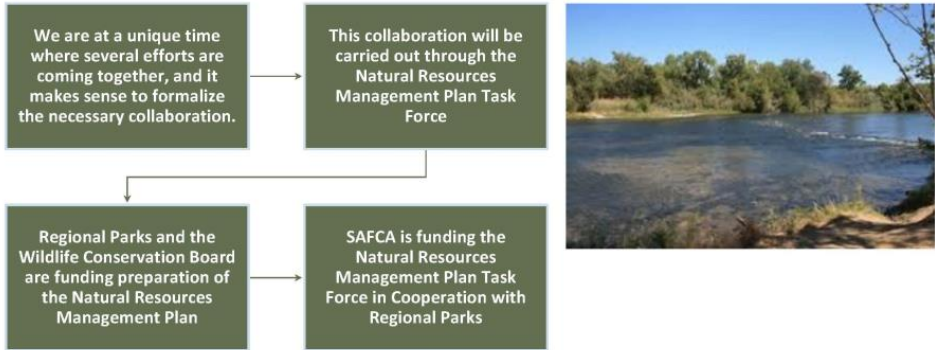 We are at a unique time
where several efforts are
coming together, and it
makes sense to formalize
the necessary collaboration.
This collaboration will be
carried out through the
Natural Resources
Management Plan Task
Force
Regional Parks and the
Wildlife Conservation Board
are funding preparation of
the Natural Resources
Management Plan
SAFCA is funding the
Natural Resources
Management Plan Task
Force in Cooperation with
Regional Parks